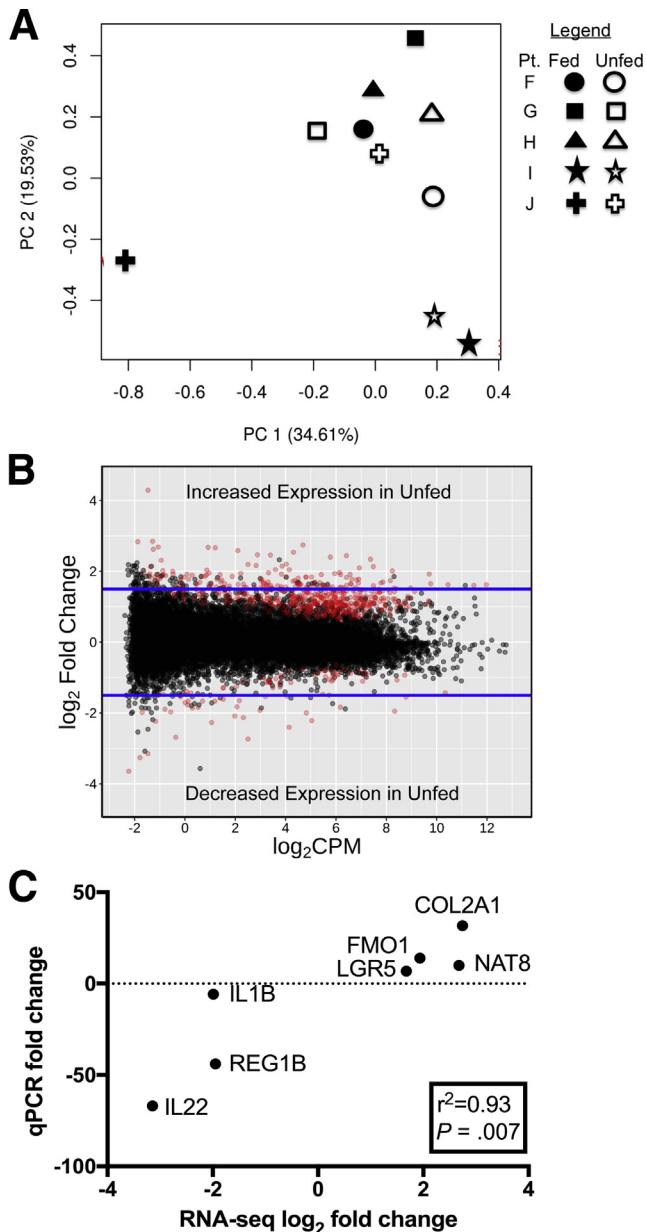 A
Legend
Pt. Fed Unfed
F
G
H
I
J
PC 2 (19.53%)
0.4
0.2
0.0
-0.2
-0.4
-0.8 -0.6 -0.4 -0.2 0.0 0.2 0.4
PC 1 (34.61%)
B
Increased Expression in Unfed
log2 Fold Change
4
2
0
-2
-4
Decreased Expression in Unfed
-2 0 2 4 6 8 10 12
log2CPM
C
qPCR fold change
50
0
-50
-100
COL2A1
FMO1
LGR5
NAT8
IL1B
REG1B
IL22
r²=0.93
P = .007
-4 -2 0 2 4
RNA-seq log2 fold change